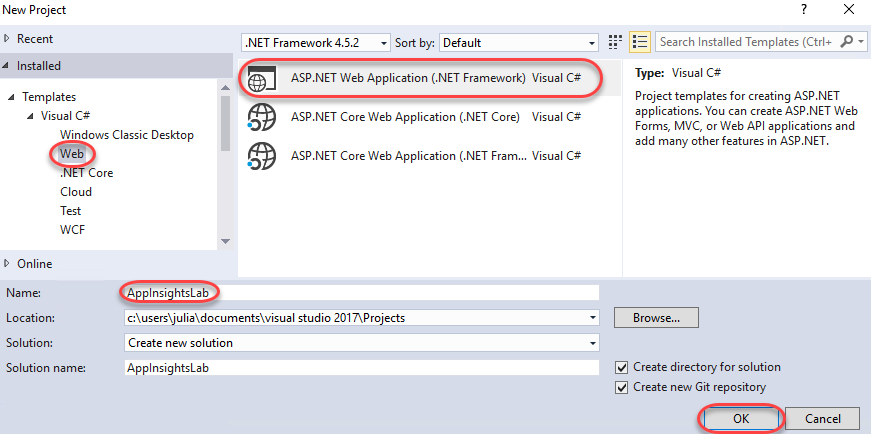 New Project
Recent
.NET Framework 4.5.2
Sort by: Default
Search Installed Templates (Ctrl+
Installed
Templates
Visual C#
Windows Classic Desktop
Web
.NET Core
Cloud
Test
WCF
Online
ASP.NET Web Application (.NET Framework) Visual C#
ASP.NET Core Web Application (.NET Core) Visual C#
ASP.NET Core Web Application (.NET Fram... Visual C#
Type: Visual C#
Project templates for creating ASP.NET
applications. You can create ASP.NET Web
Forms, MVC, or Web API applications and
add many other features in ASP.NET.
Name: AppInsightsLab
Location: c:\users\julia\documents\visual studio 2017\Projects
Browse...
Solution: Create new solution
Solution name: AppInsightsLab
Create directory for solution
Create new Git repository
OK
Cancel